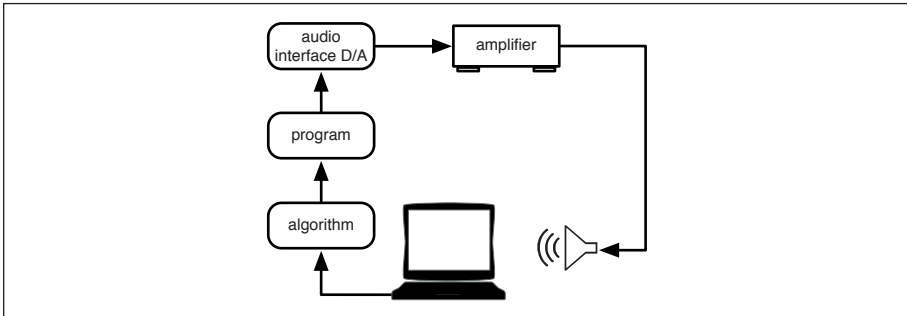 audio
interface D/A
amplifier
program
algorithm